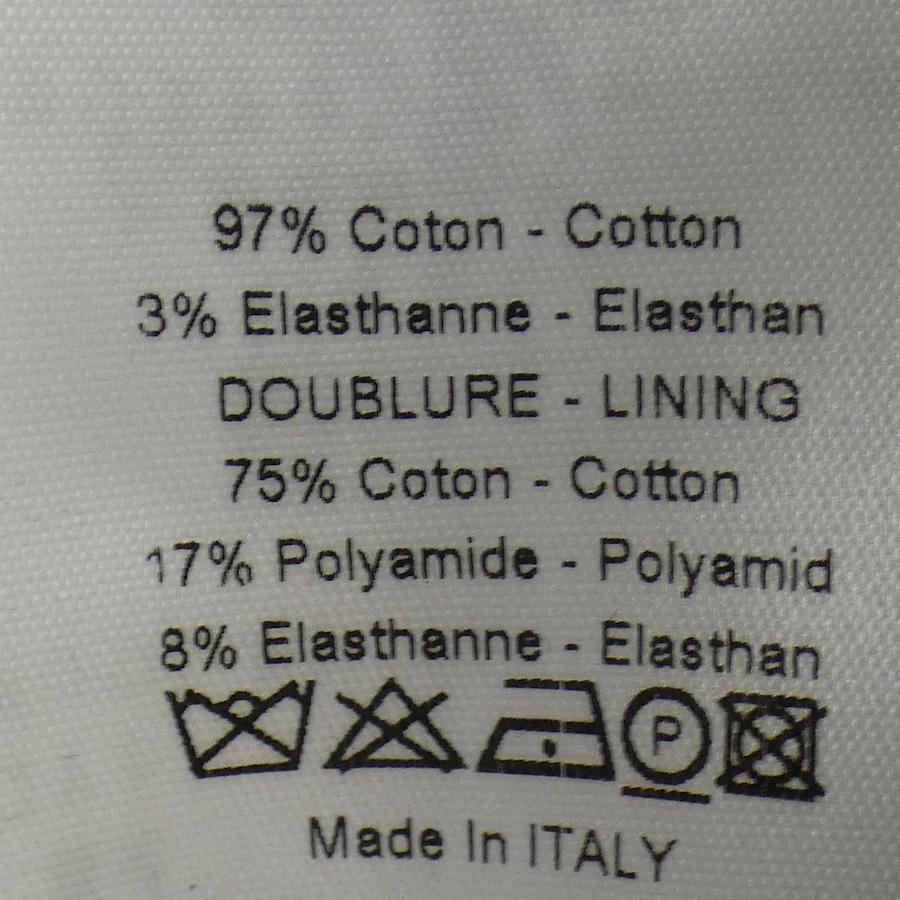 97% Coton - Cotton
3% Elasthanne - Elasthan
DOUBLURE - LINING
75% Coton - Cotton
17% Polyamide - Polyamid
8% Elasthanne - Elasthan
P
Made In ITALY